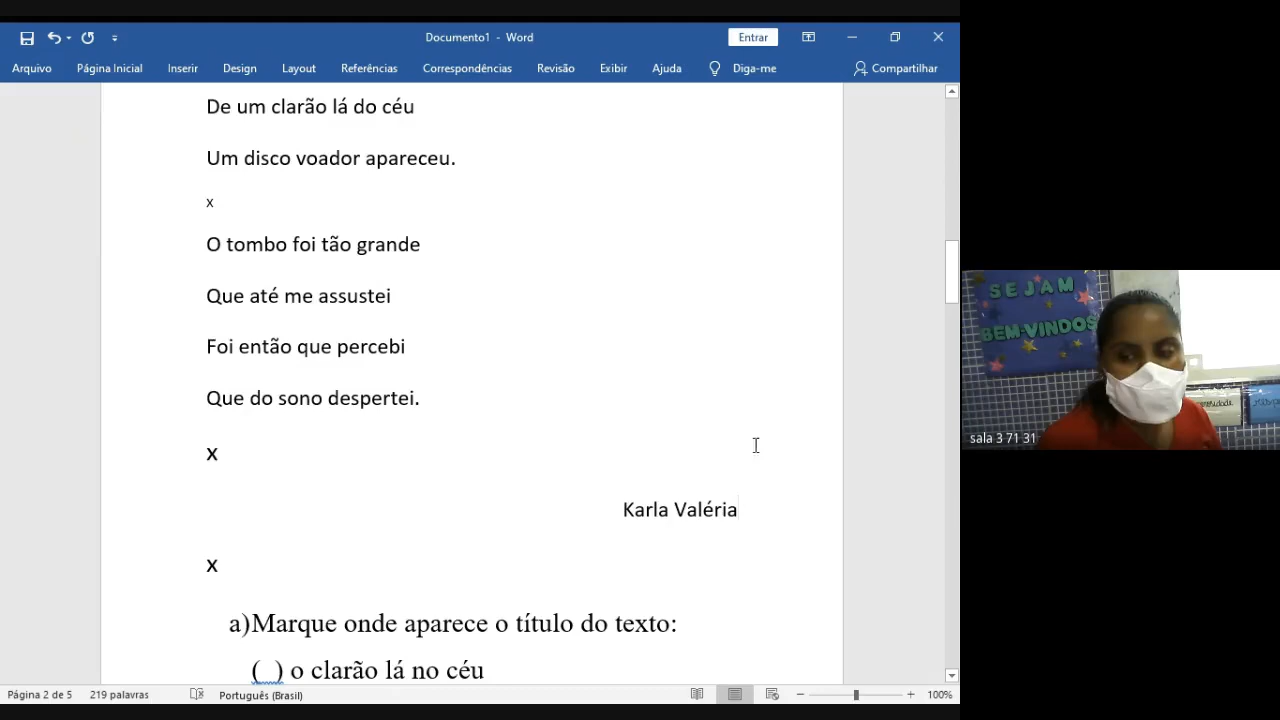 Documento1 - Word
Entrar
Arquivo Página Inicial Inserir Design Layout Referências Correspondências Revisão Exibir Ajuda Diga-me Compartilhar
De um clarão lá do céu
Um disco voador apareceu.
x
O tombo foi tão grande
Que até me assustei
Foi então que percebi
Que do sono despertei.
x
Karla Valéria
x
a)Marque onde aparece o título do texto:
( ) o clarão lá no céu
Página 2 de 5 219 palavras Português (Brasil) 100%
SEJAM
BEM-VINDOS
sala 3 71 31